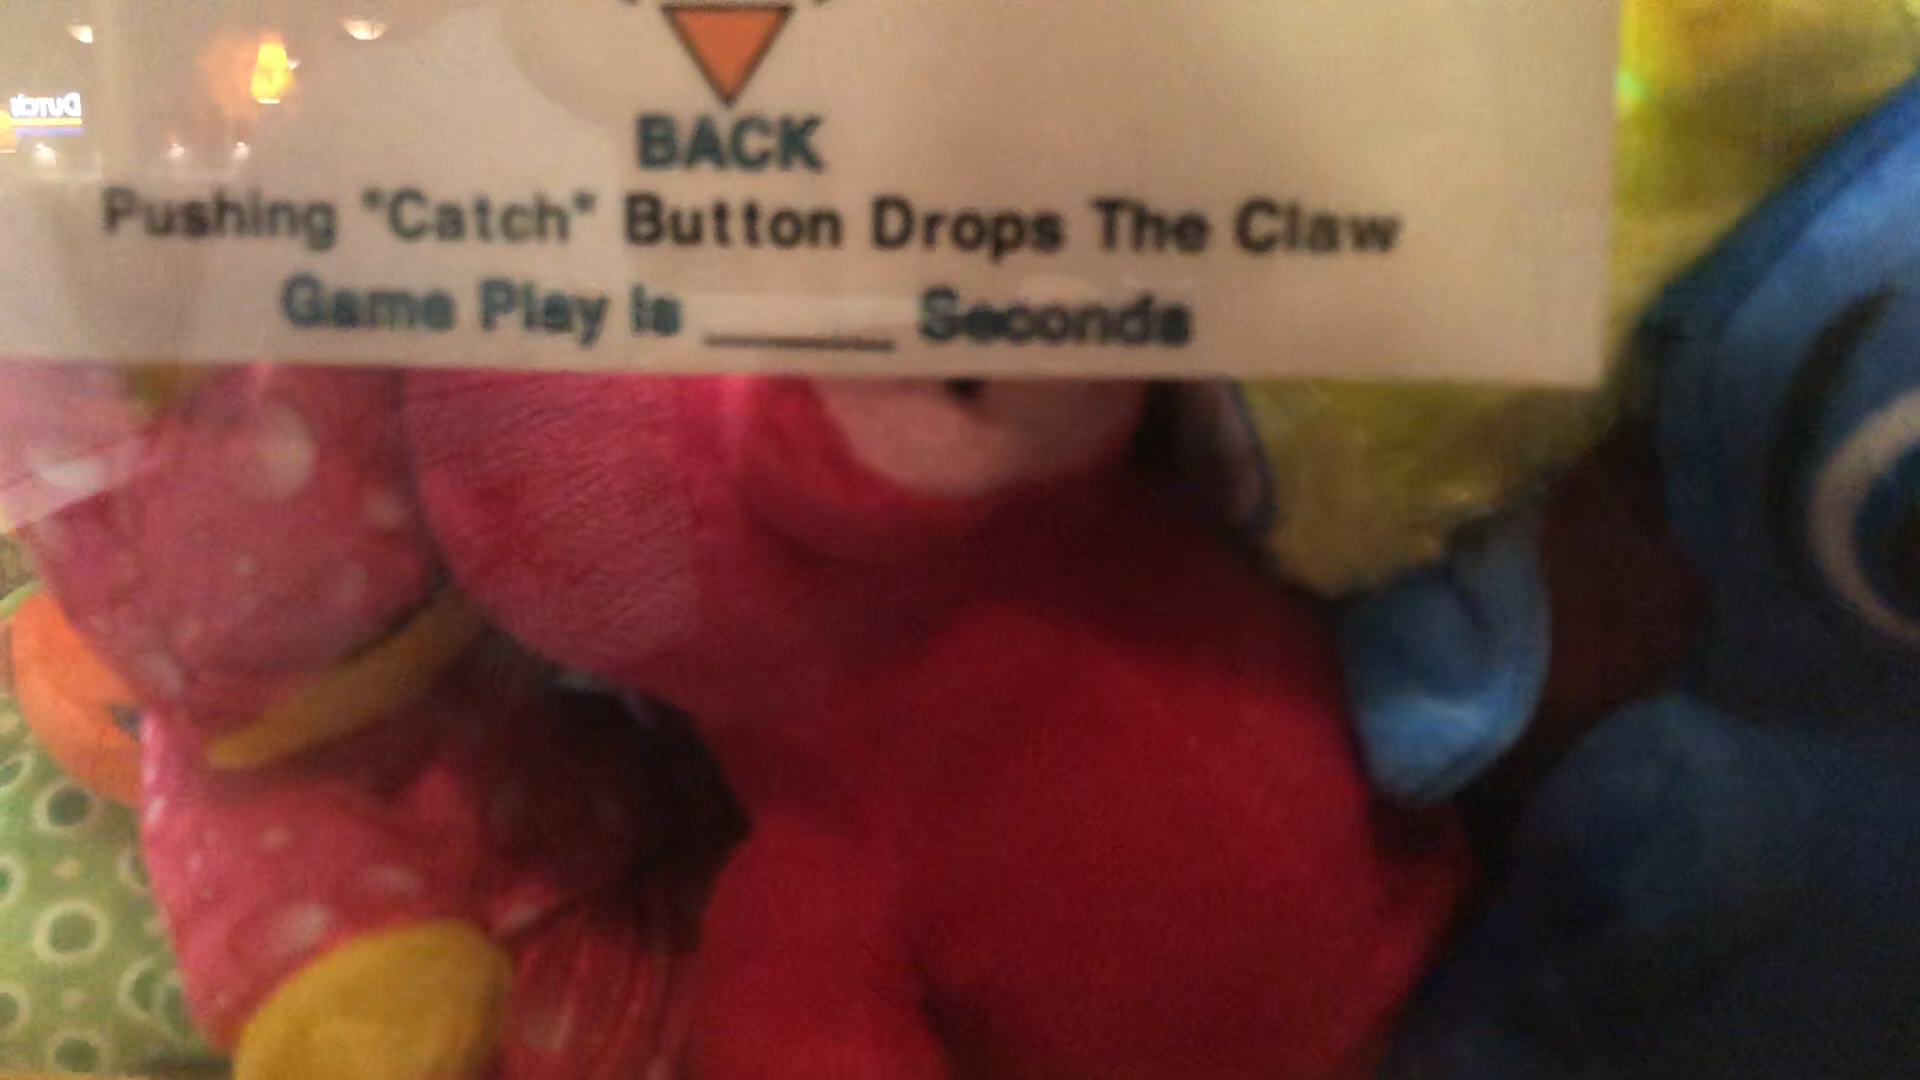 BACK
Pushing "Catch" Button Drops The Claw
Game Play is ______ Seconds